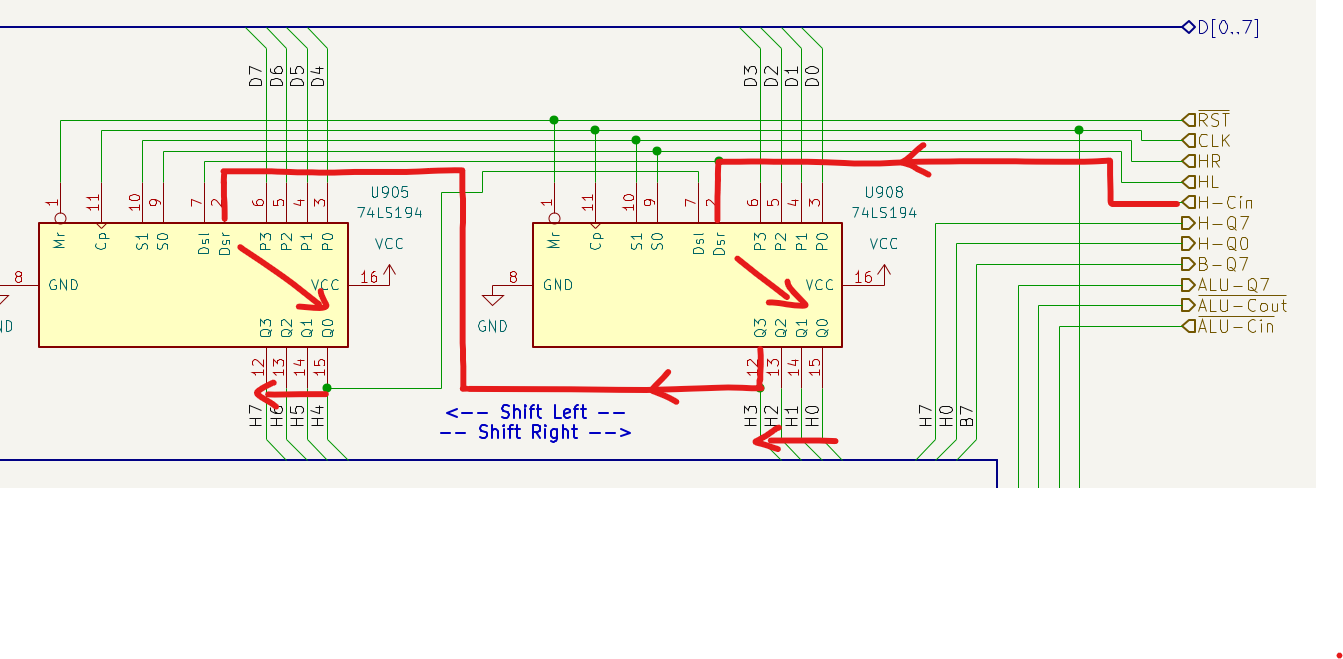 D[0..7]
D7 D6 D5 D4 D3 D2 D1 D0
RST
CLK
HR
HL
H-Cin
H-Q7
H-Q0
B-Q7
ALU-Q7
ALU-Cout
ALU-Cin
1 11 10 9 7 2 6 5 4 3
U905
74LS194
VCC
Mr Cp S1 S0 Dsl Dsr P3 P2 P1 P0
8 GND VCC 16
ND
Q3 Q2 Q1 Q0
12 13 14 15
H7 H6 H5 H4
1 11 10 9 7 2 6 5 4 3
U908
74LS194
VCC
Mr Cp S1 S0 Dsl Dsr P3 P2 P1 P0
8 GND VCC 16
GND
Q3 Q2 Q1 Q0
12 13 14 15
H3 H2 H1 H0
<-- Shift Left --
-- Shift Right -->
H7 H0 B7